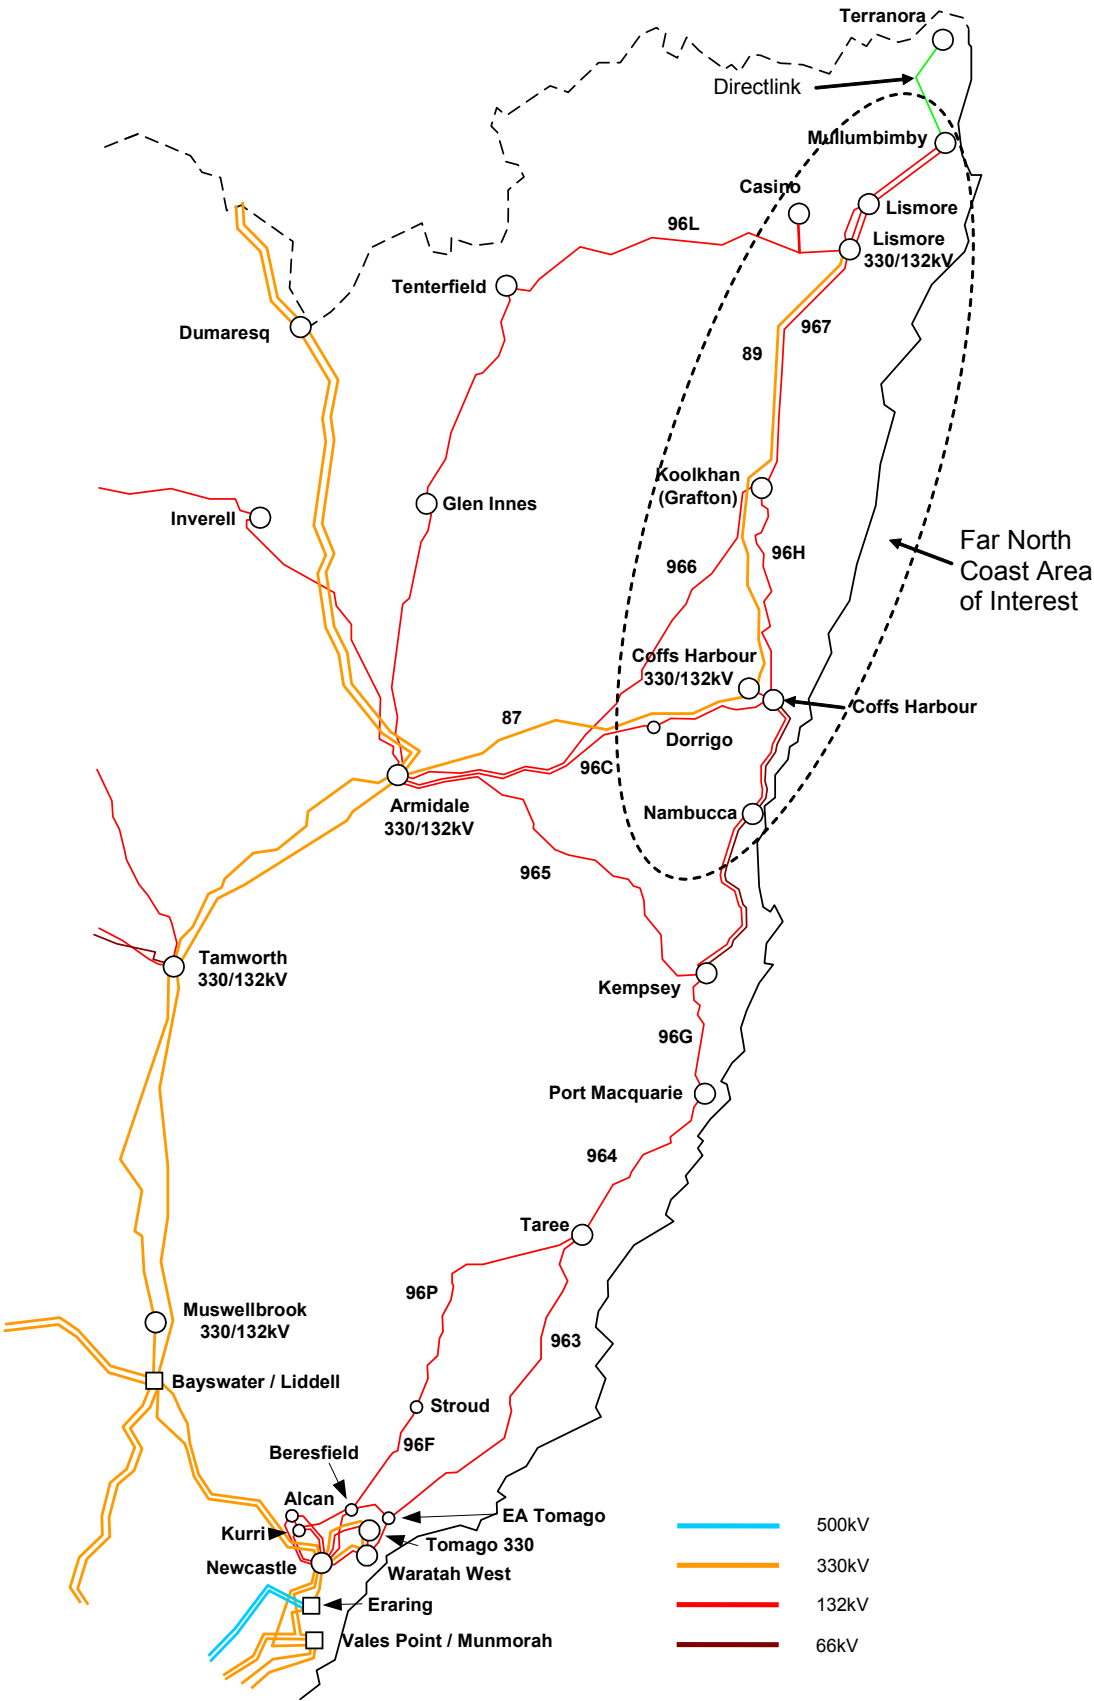 Terranora
Directlink
Mullumbimby
Casino
Lismore
96L
Lismore
330/132kV
Tenterfield
Dumaresq
967
89
Koolkhan
(Grafton)
Glen Innes
Inverell
96H
Far North
Coast Area
of Interest
966
Coffs Harbour
330/132kV
Coffs Harbour
87
Dorrigo
96C
Armidale
330/132kV
Nambucca
965
Tamworth
330/132kV
Kempsey
96G
Port Macquarie
964
Taree
96P
Muswellbrook
330/132kV
963
Bayswater / Liddell
Stroud
96F
Beresfield
Alcan
EA Tomago
Kurri
Tomago 330
Newcastle
Waratah West
Eraring
Vales Point / Munmorah
500kV
330kV
132kV
66kV